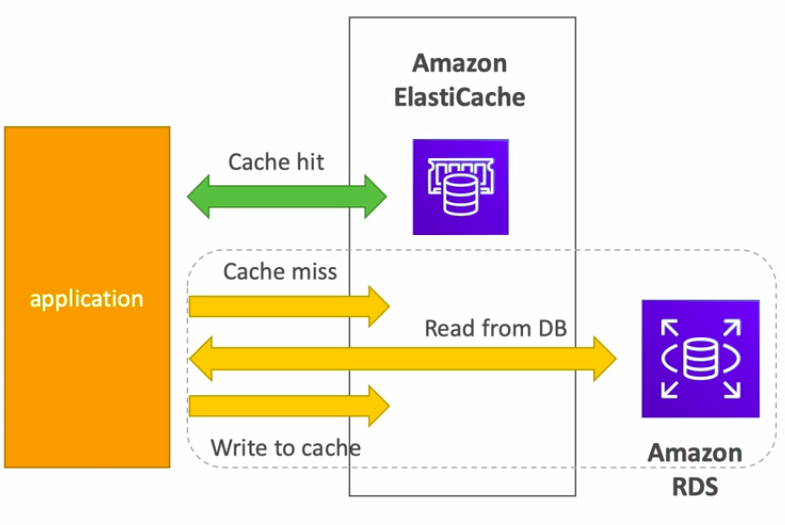 Amazon
ElastiCache
Cache hit
Cache miss
application
Read from DB
Write to cache
Amazon
RDS